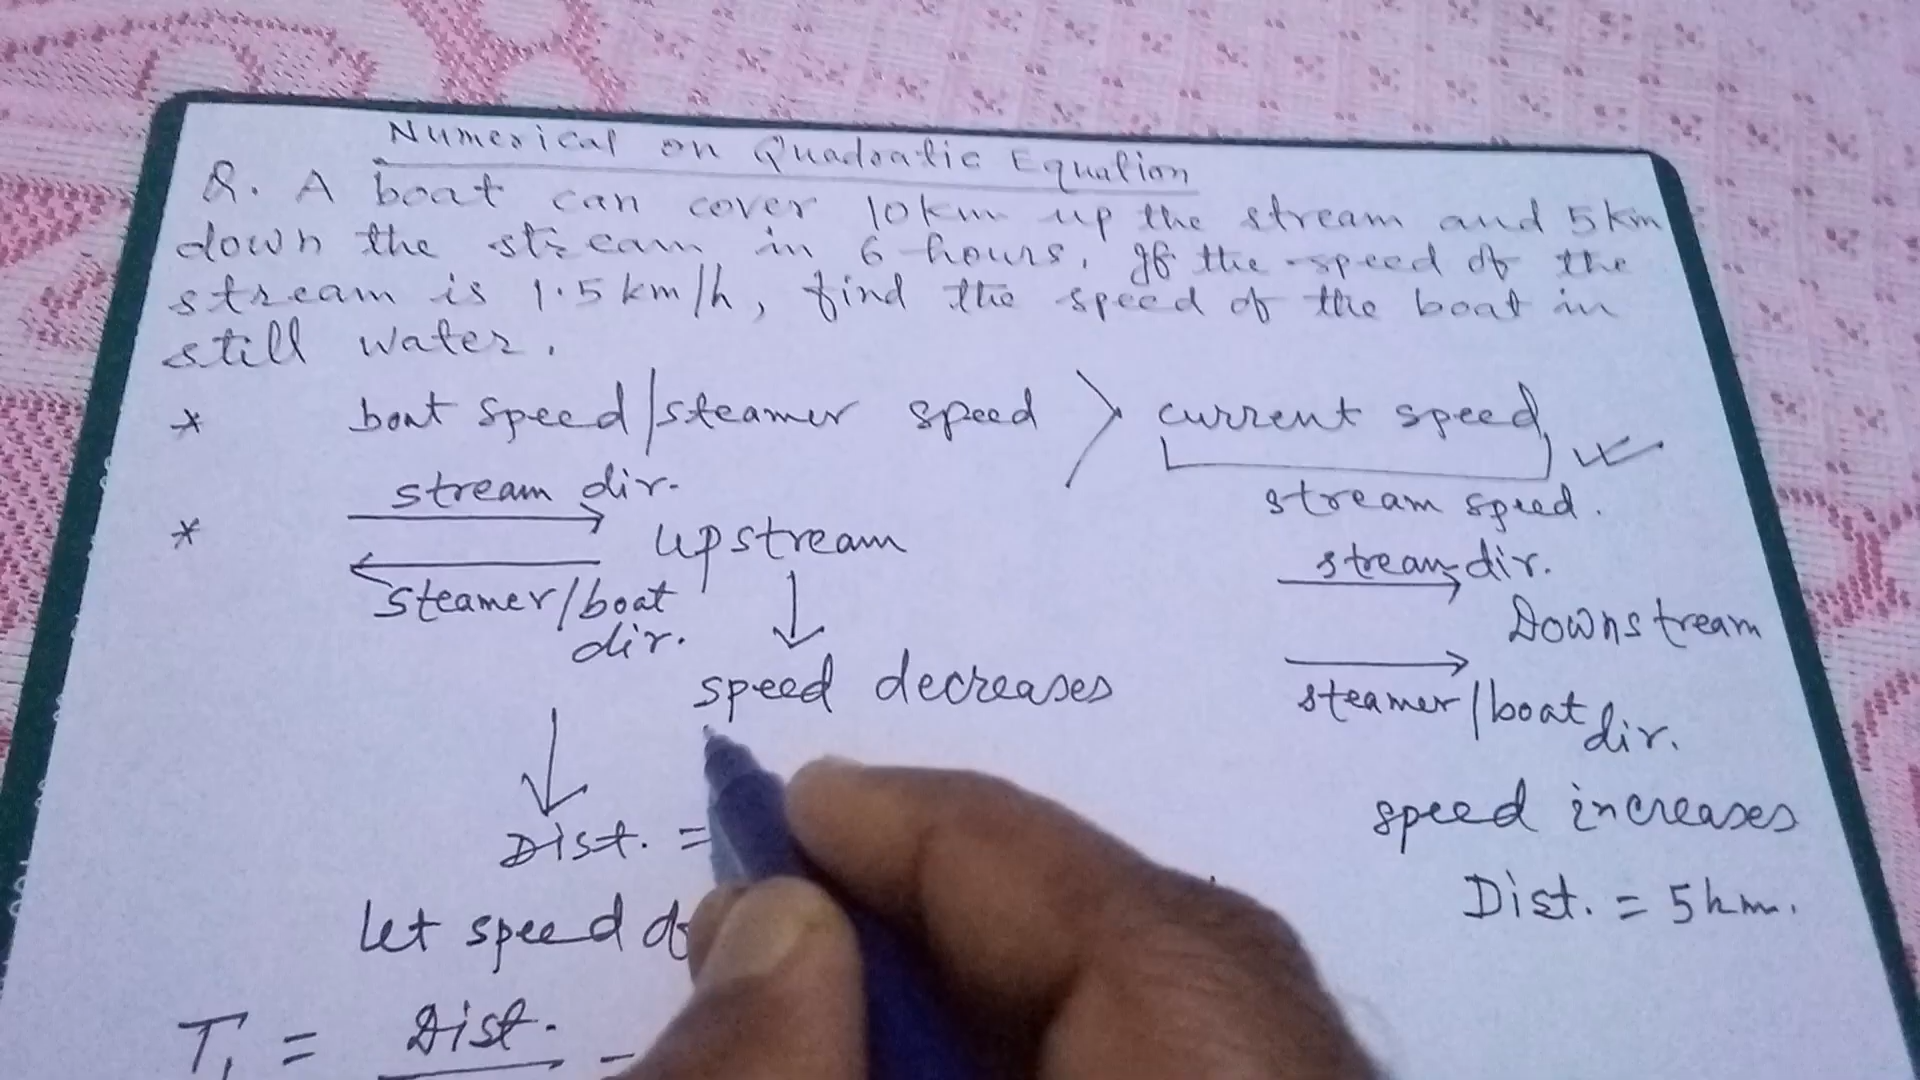 Numerical on Quadratic Equation
Q. A boat can cover 10km up the stream and 5km
down the stream in 6 hours. If the speed of the
stream is 1.5 km/h, find the speed of the boat in
still water.
* boat speed/steamer speed > current speed
stream speed.
* stream dir.
upstream
steamer/boat
dir.
speed decreases
stream dir.
Downstream
steamer/boat dir.
speed increases
Dist. =
Dist. = 5km.
let speed of
T₁ = Dist.